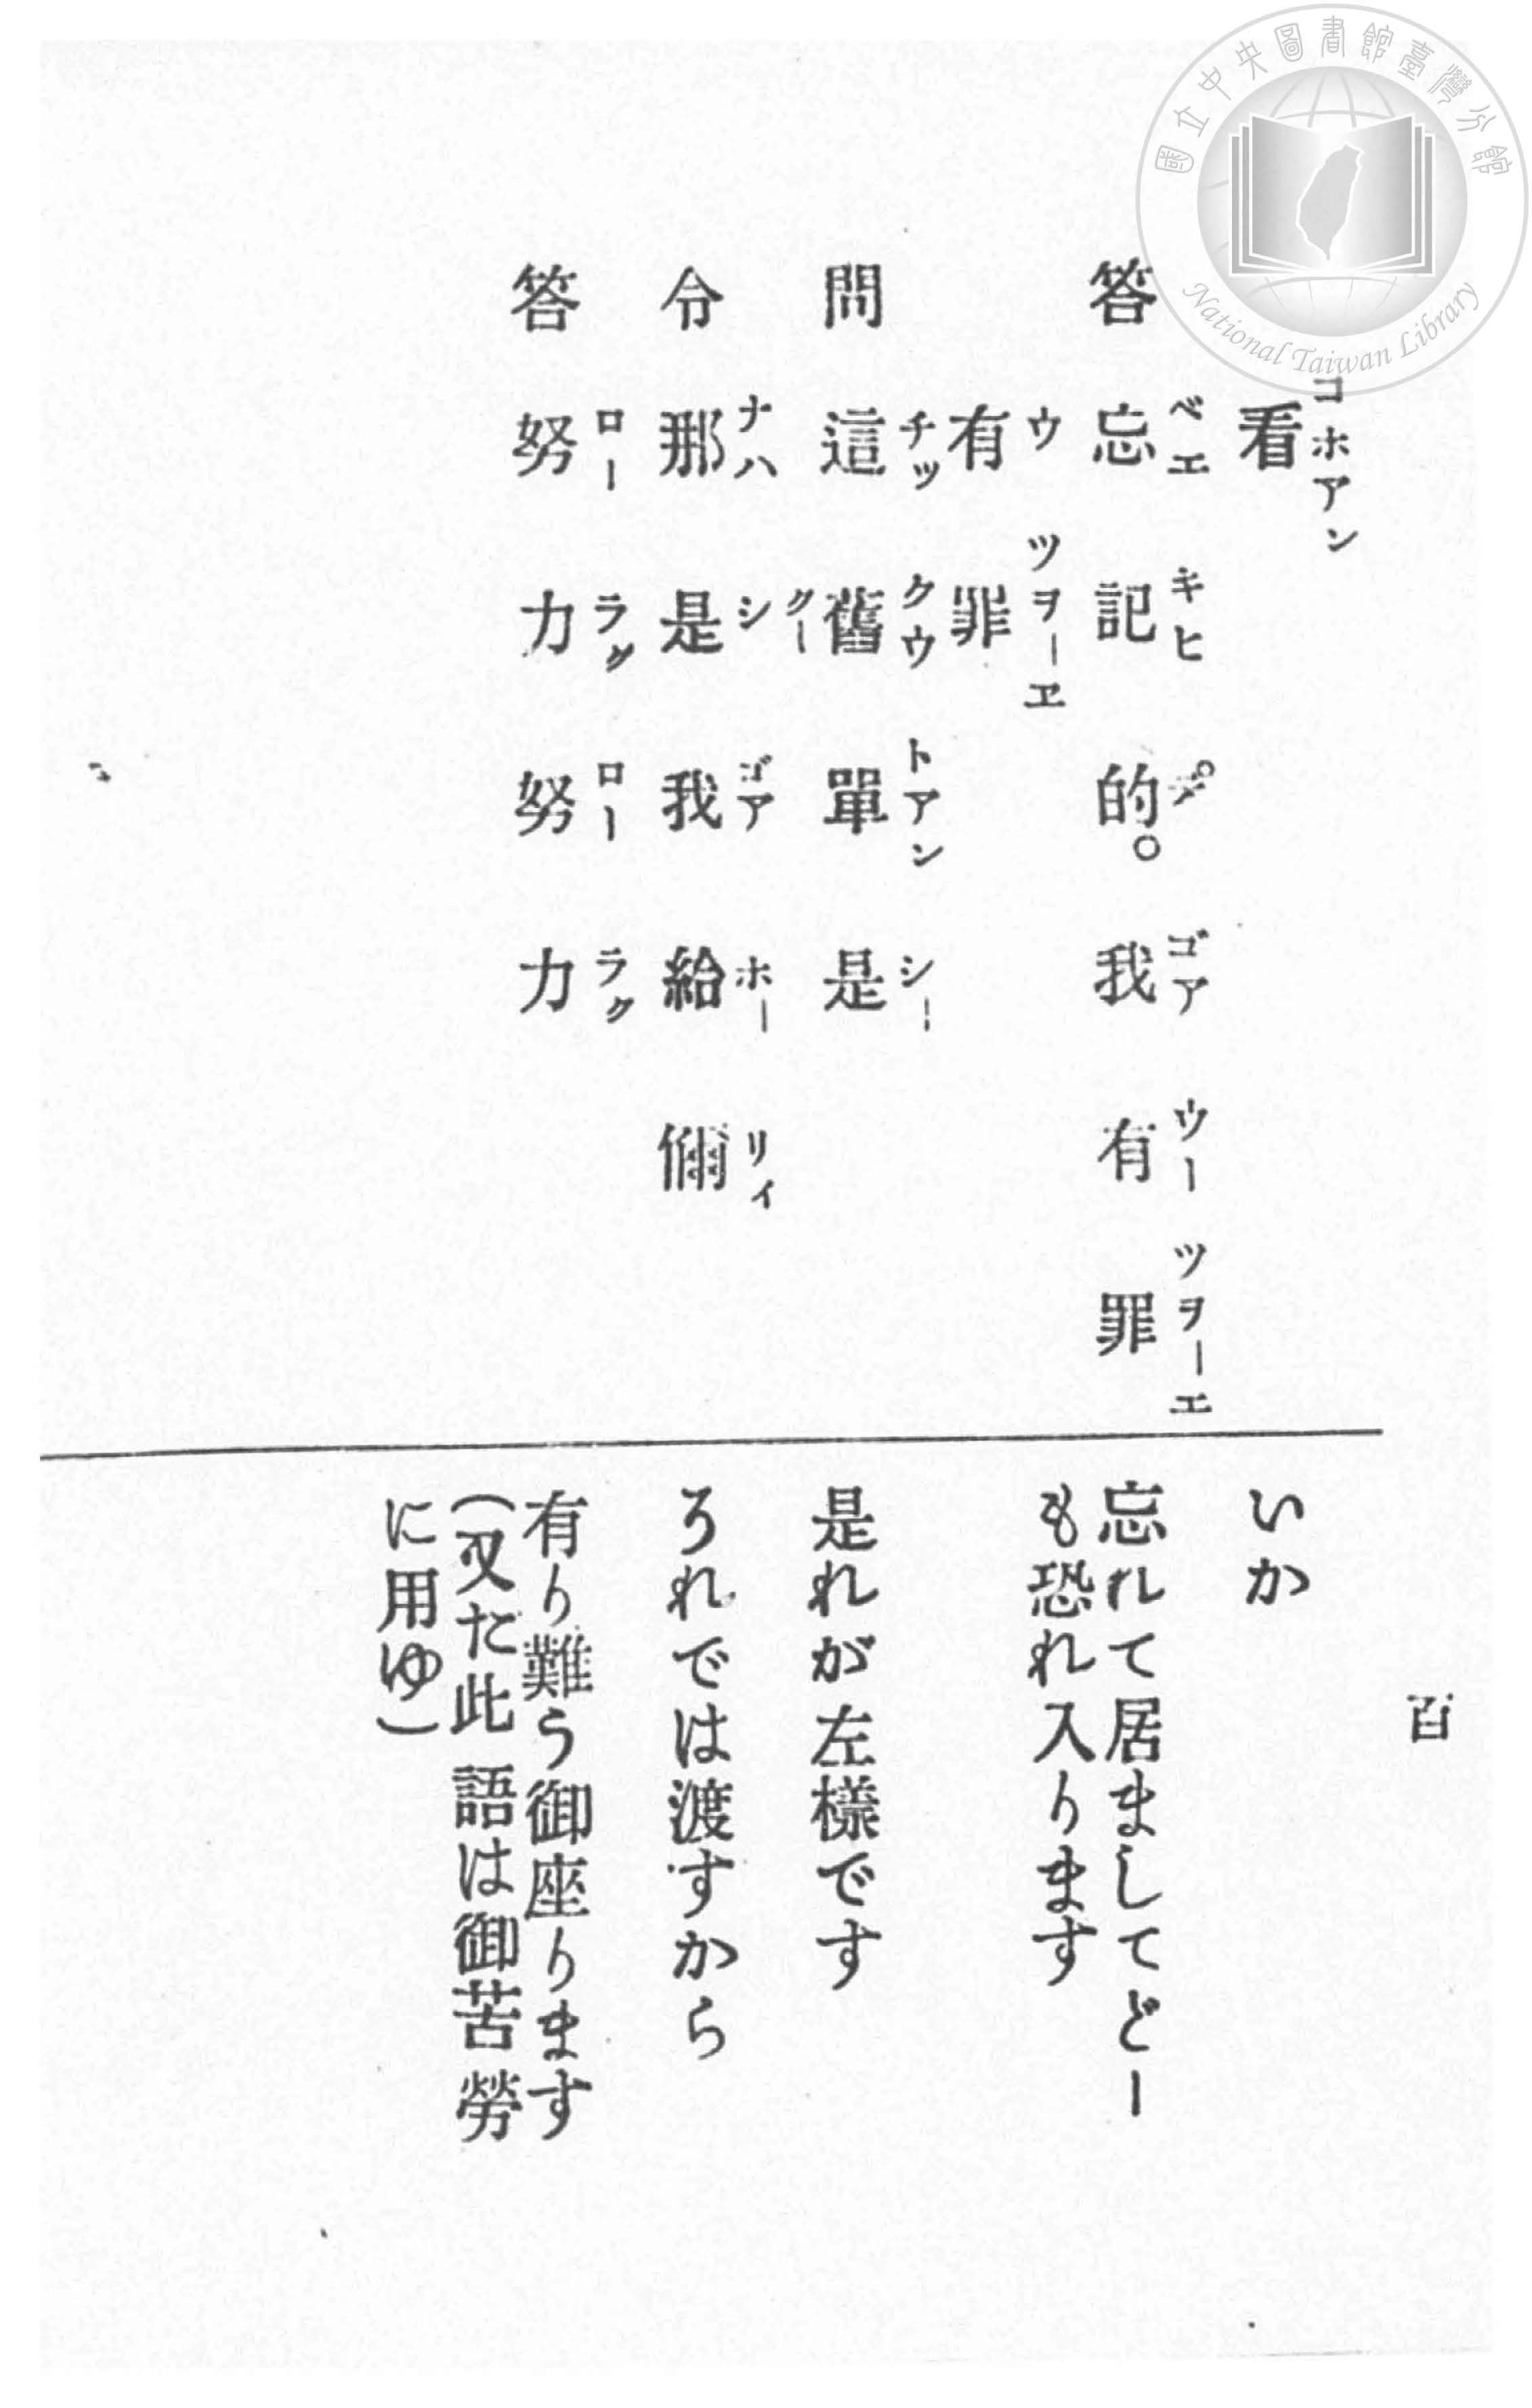 國立中央圖書館臺灣分館
National Taiwan Library
百
コホアン
看
いか
ベエ キヒ ゴア ウー ツヲーエ
答 忘記的。我有罪
ウ ツヲーヱ
有罪
忘れて居ましてどー
も恐れ入ります
チッ クウ トアン シー
問 這舊單是
クー
是れが左樣です
ナハ シ ゴア ホー リィ
令 那是我給儞
ろれでは渡すから
ロー ラク ロー ラク
答 努力努力
有り難う御座ります
(又た此語は御苦勞
に用ゆ)